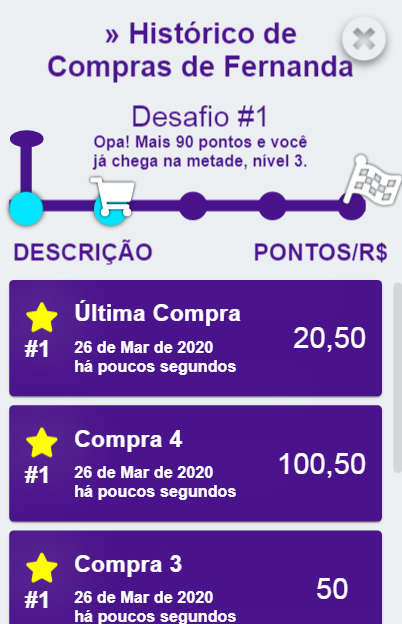 » Histórico de
Compras de Fernanda
Desafio #1
Opa! Mais 90 pontos e você
já chega na metade, nível 3.
DESCRIÇÃO PONTOS/R$
Última Compra
#1
26 de Mar de 2020
há poucos segundos
20,50
Compra 4
#1
26 de Mar de 2020
há poucos segundos
100,50
Compra 3
#1
26 de Mar de 2020
há poucos segundos
50